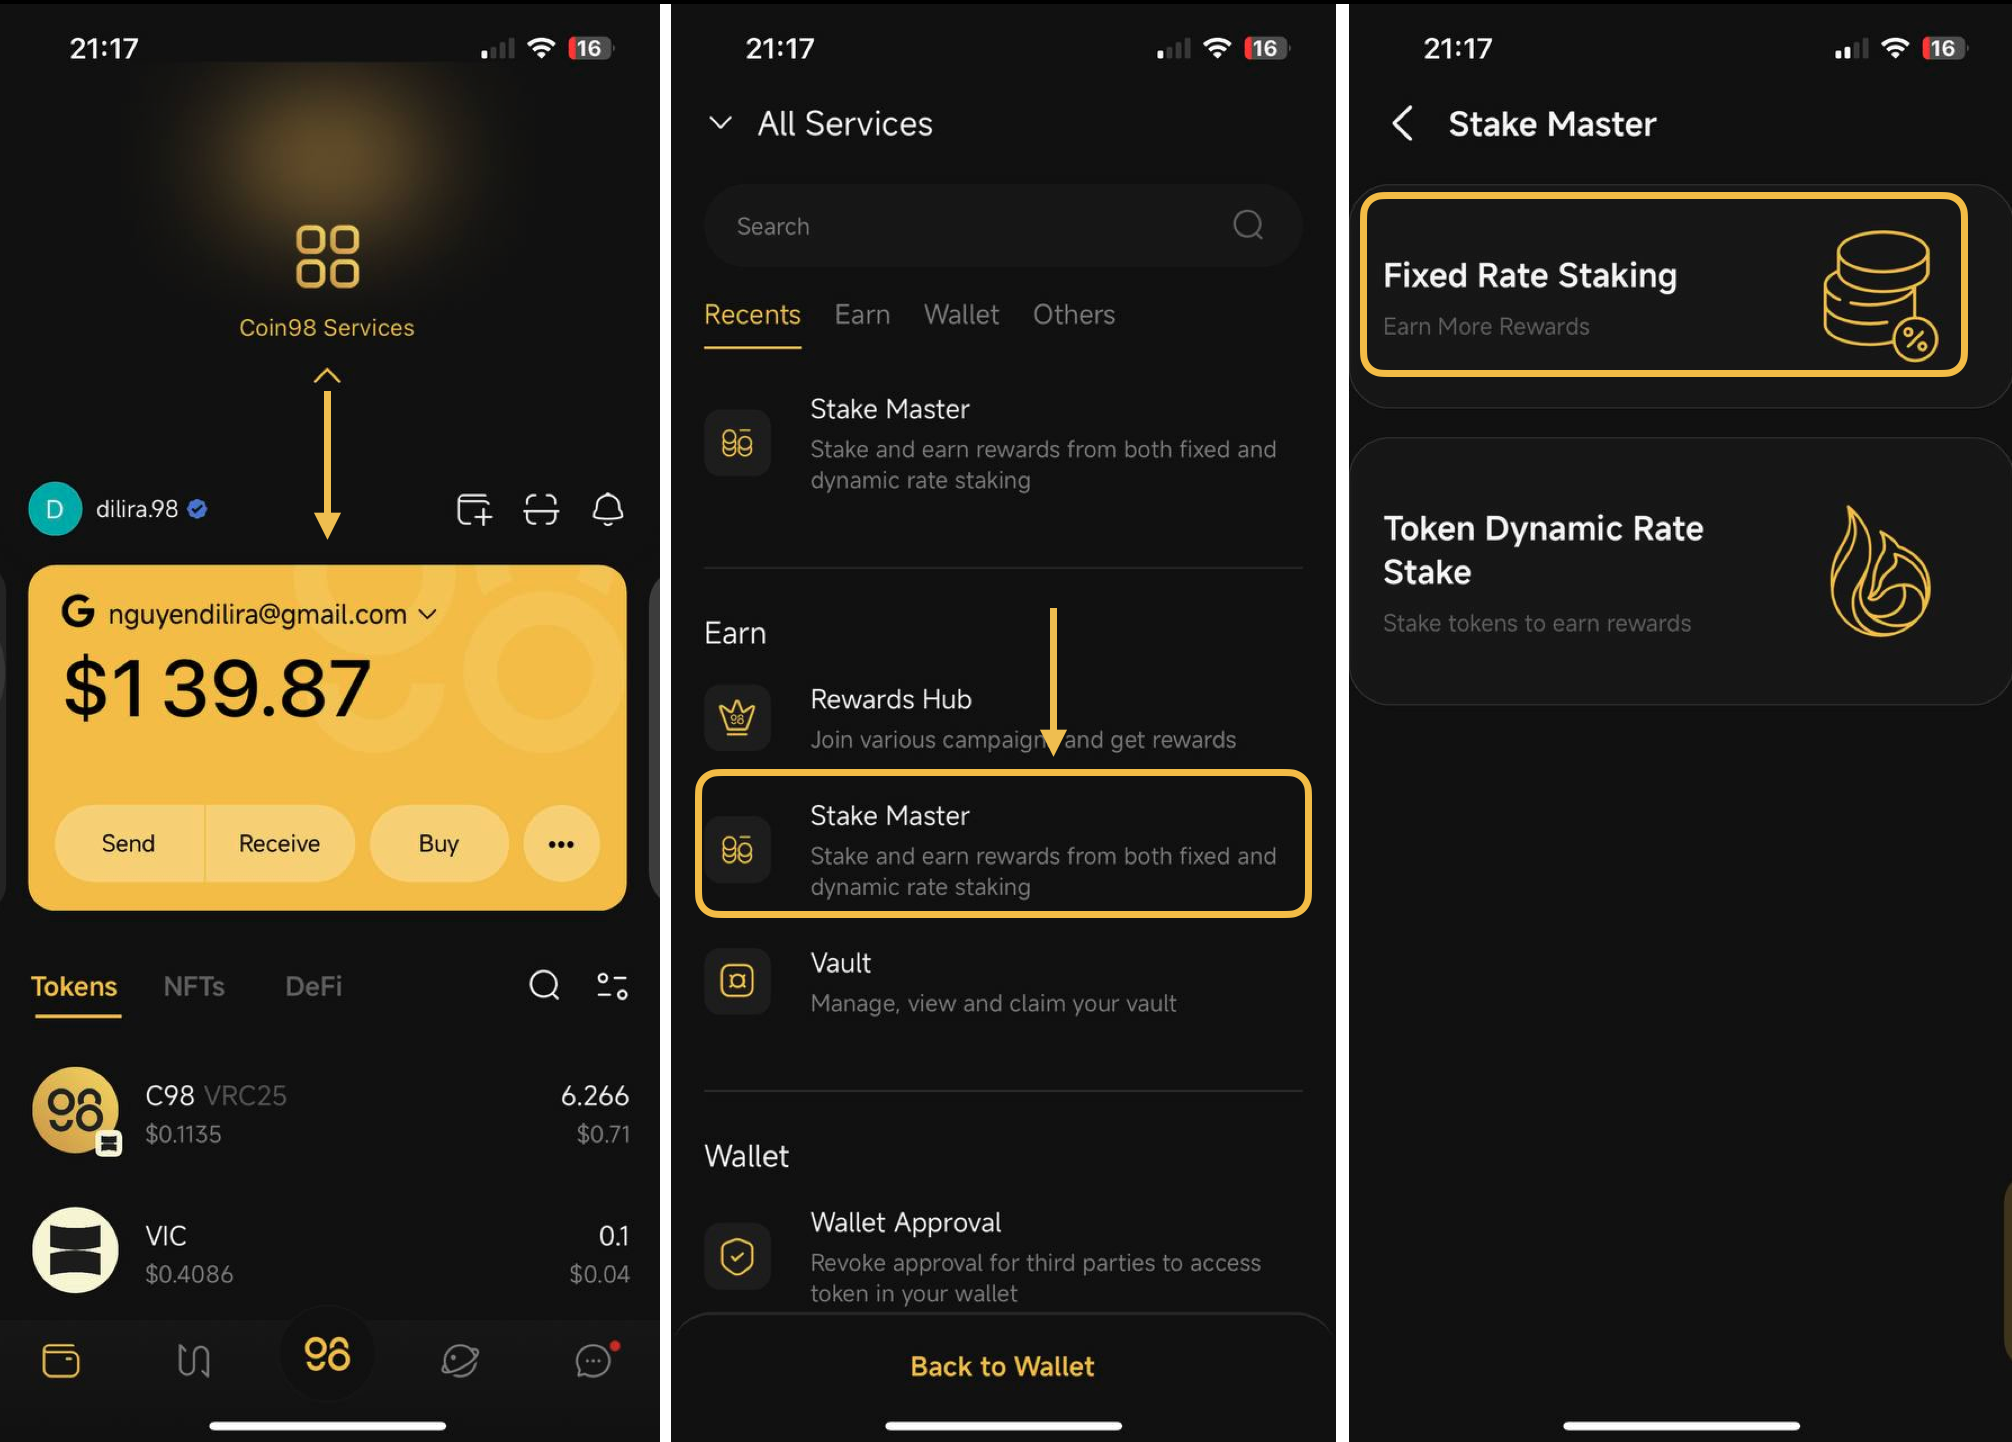 21:17
16
Coin98 Services
D
dilira.98
G nguyendilira@gmail.com
$139.87
Send
Receive
Buy
Tokens
NFTs
DeFi
C98 VRC25
6.266
$0.1135
$0.71
VIC
0.1
$0.4086
$0.04
98
21:17
16
All Services
Search
Recents
Earn
Wallet
Others
Stake Master
Stake and earn rewards from both fixed and
dynamic rate staking
Earn
Rewards Hub
98
Join various campaign and get rewards
Stake Master
Stake and earn rewards from both fixed and
dynamic rate staking
Vault
Manage, view and claim your vault
Wallet
Wallet Approval
Revoke approval for third parties to access
token in your wallet
Back to Wallet
21:17
16
Stake Master
Fixed Rate Staking
Earn More Rewards
%
Token Dynamic Rate
Stake
Stake tokens to earn rewards